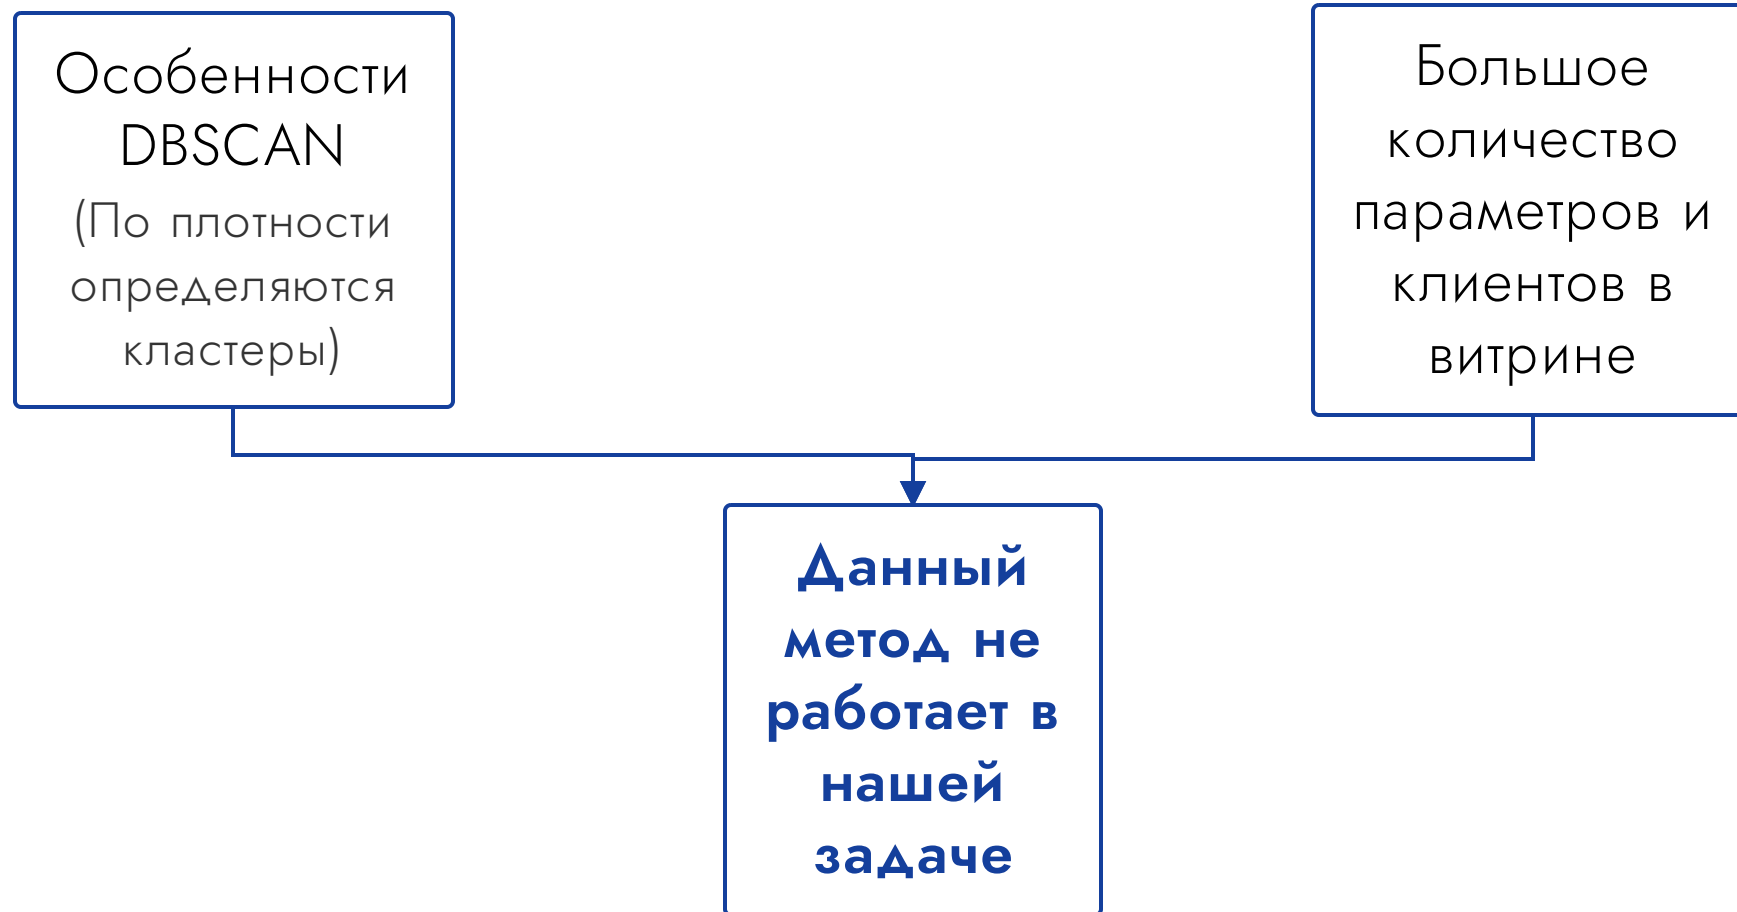 Особенности
DBSCAN
(По плотности
определяются
кластеры)
Большое
количество
параметров и
клиентов в
витрине
Данный
метод не
работает в
нашей
задаче